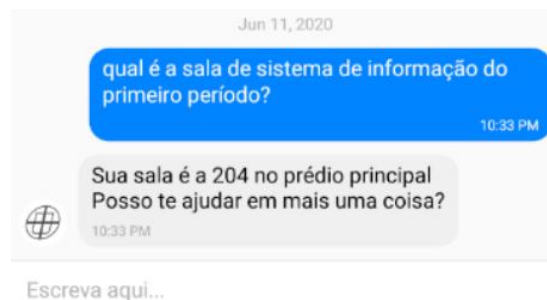 Jun 11, 2020
qual é a sala de sistema de informação do
primeiro período?
10:33 PM
Sua sala é a 204 no prédio principal
Posso te ajudar em mais uma coisa?
10:33 PM
Escreva aqui...